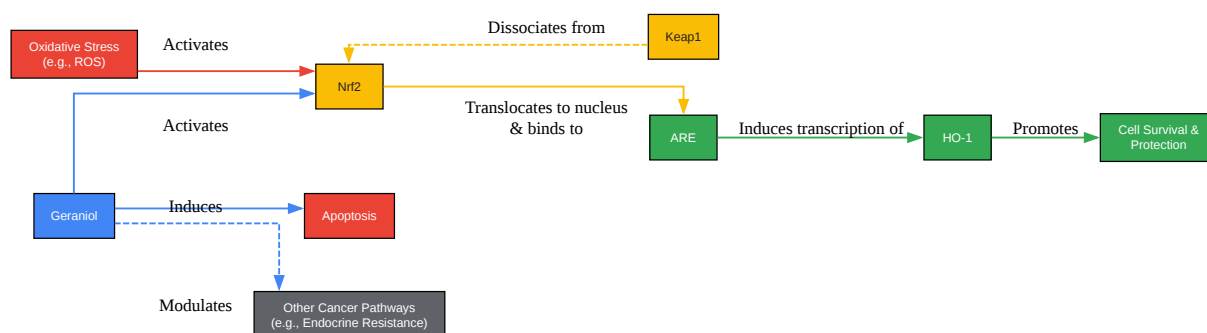 Dissociates from
Keap1
Oxidative Stress
(e.g., ROS)
Activates
Nrf2
Translocates to nucleus
& binds to
Activates
ARE
Induces transcription of
HO-1
Promotes
Cell Survival &
Protection
Geraniol
Induces
Apoptosis
Modulates
Other Cancer Pathways
(e.g., Endocrine Resistance)